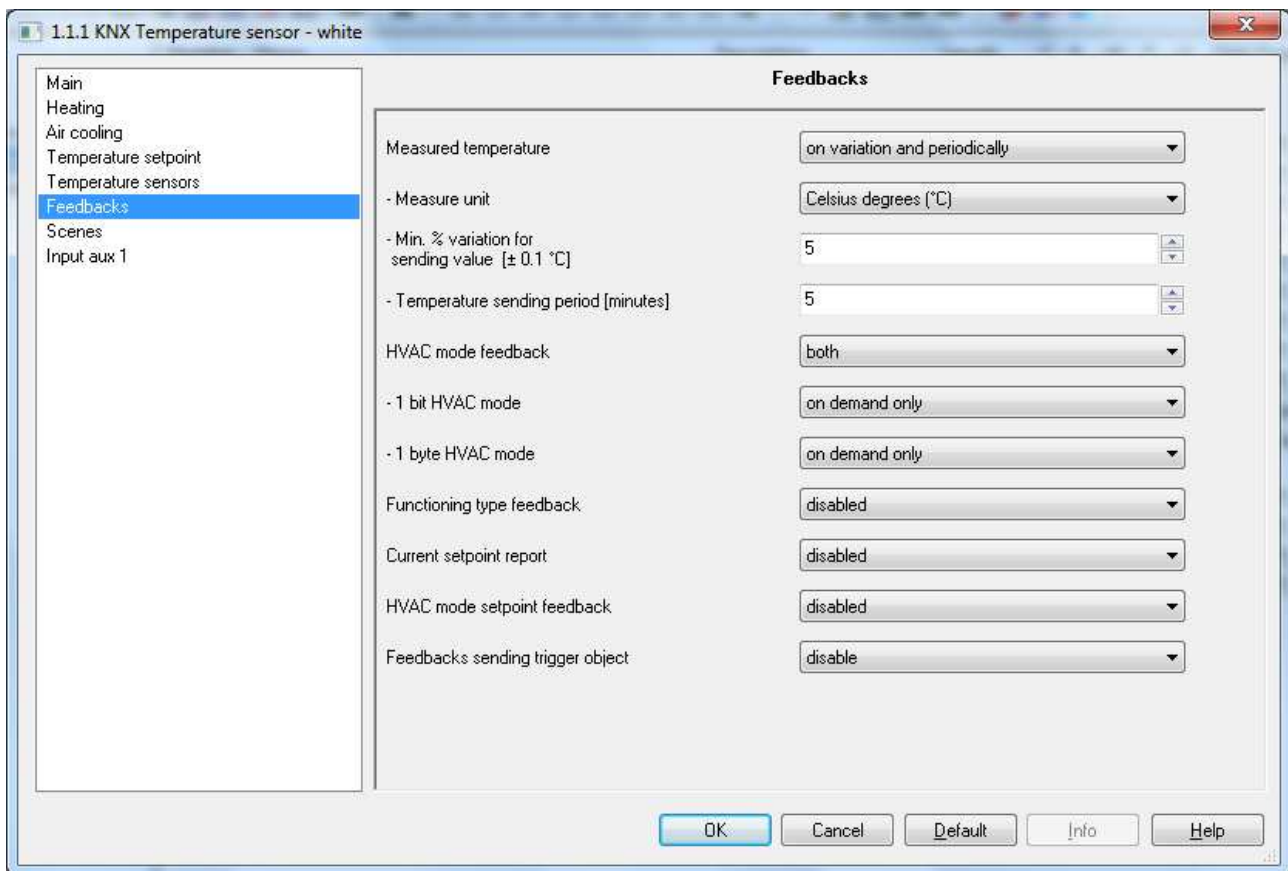 1.1.1 KNX Temperature sensor - white
Main
Heating
Air cooling
Temperature setpoint
Temperature sensors
Feedbacks
Scenes
Input aux 1
Feedbacks
Measured temperature
on variation and periodically
- Measure unit
Celsius degrees (°C)
- Min. % variation for
sending value [± 0.1 °C]
5
- Temperature sending period [minutes]
5
HVAC mode feedback
both
- 1 bit HVAC mode
on demand only
- 1 byte HVAC mode
on demand only
Functioning type feedback
disabled
Current setpoint report
disabled
HVAC mode setpoint feedback
disabled
Feedbacks sending trigger object
disable
OK
Cancel
Default
Info
Help